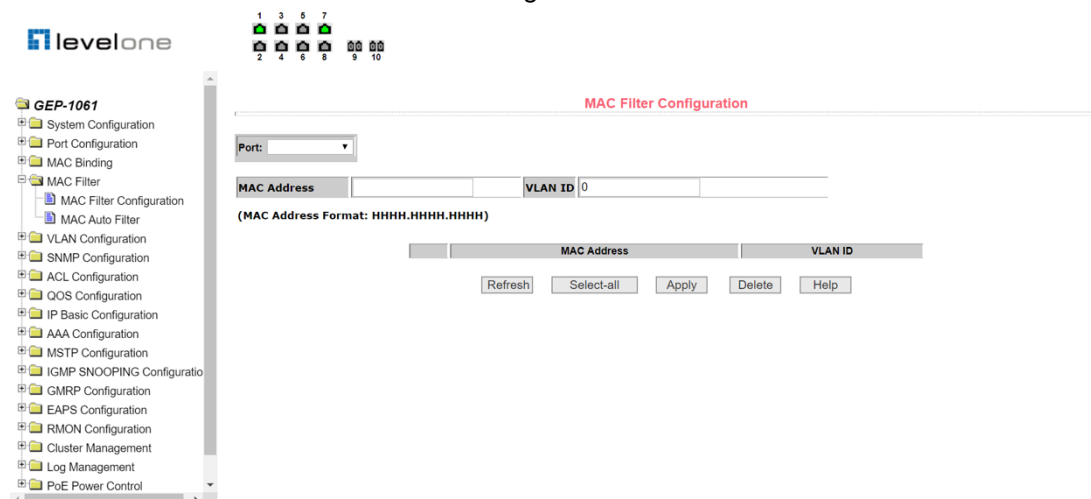 1 3 5 7
levelone
2 4 6 8 9 10
GEP-1061
System Configuration
Port Configuration
MAC Binding
MAC Filter
MAC Filter Configuration
MAC Auto Filter
VLAN Configuration
SNMP Configuration
ACL Configuration
QOS Configuration
IP Basic Configuration
AAA Configuration
MSTP Configuration
IGMP SNOOPING Configuratio
GMRP Configuration
EAPS Configuration
RMON Configuration
Cluster Management
Log Management
PoE Power Control
MAC Filter Configuration
Port:
MAC Address VLAN ID 0
(MAC Address Format: HHHH.HHHH.HHHH)
MAC Address VLAN ID
Refresh Select-all Apply Delete Help